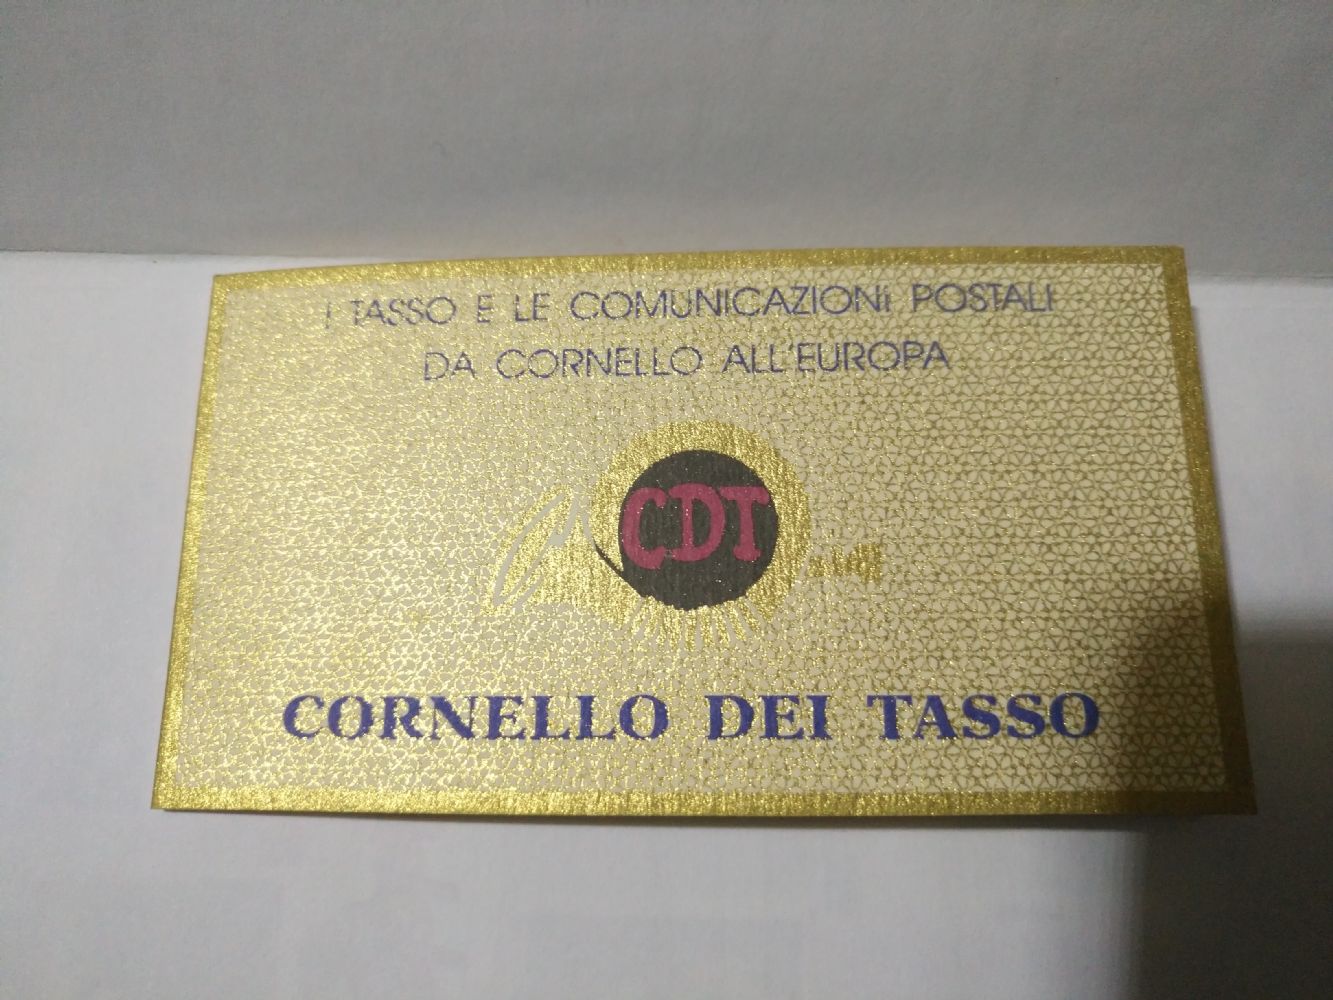 I TASSO E LE COMUNICAZIONI POSTALI
DA CORNELLO ALL'EUROPA
CDT
CORNELLO DEI TASSO